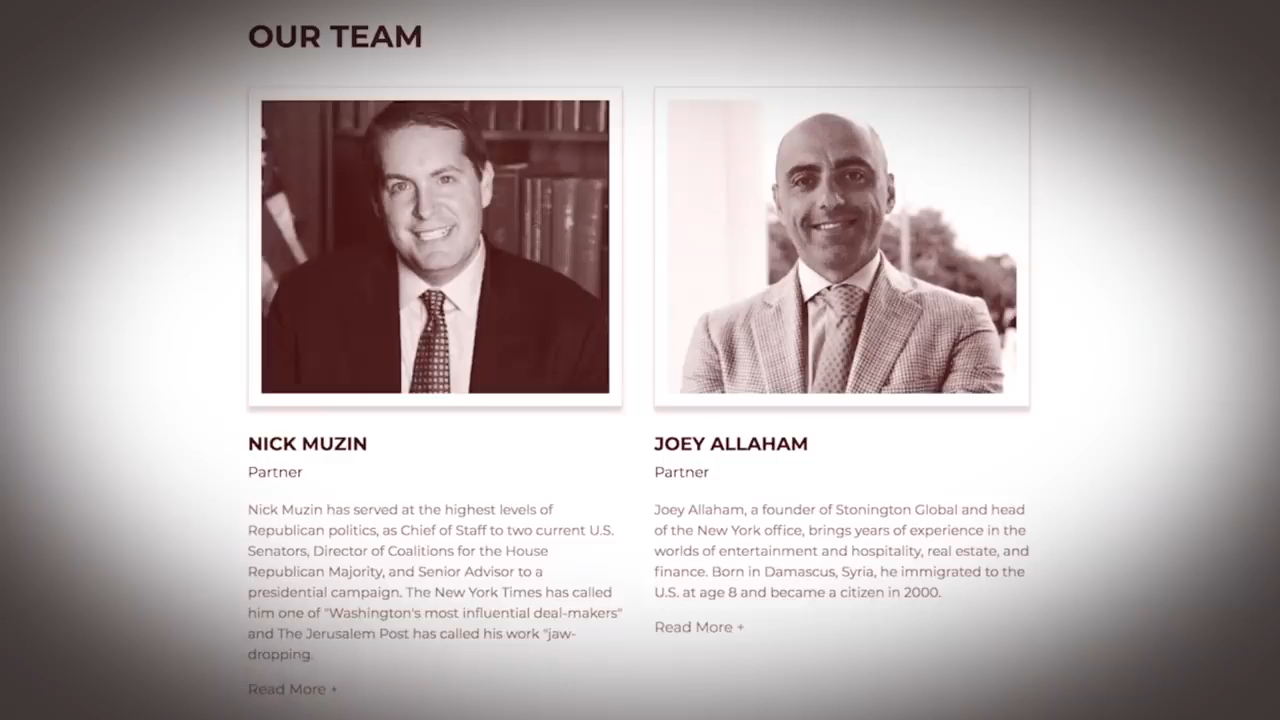 OUR TEAM
NICK MUZIN
Partner
Nick Muzin has served at the highest levels of
Republican politics, as Chief of Staff to two current U.S.
Senators, Director of Coalitions for the House
Republican Majority, and Senior Advisor to a
presidential campaign. The New York Times has called
him one of "Washington's most influential deal-makers"
and The Jerusalem Post has called his work "jaw-
dropping.
Read More +
JOEY ALLAHAM
Partner
Joey Allaham, a founder of Stonington Global and head
of the New York office, brings years of experience in the
worlds of entertainment and hospitality, real estate, and
finance. Born in Damascus, Syria, he immigrated to the
U.S. at age 8 and became a citizen in 2000.
Read More +